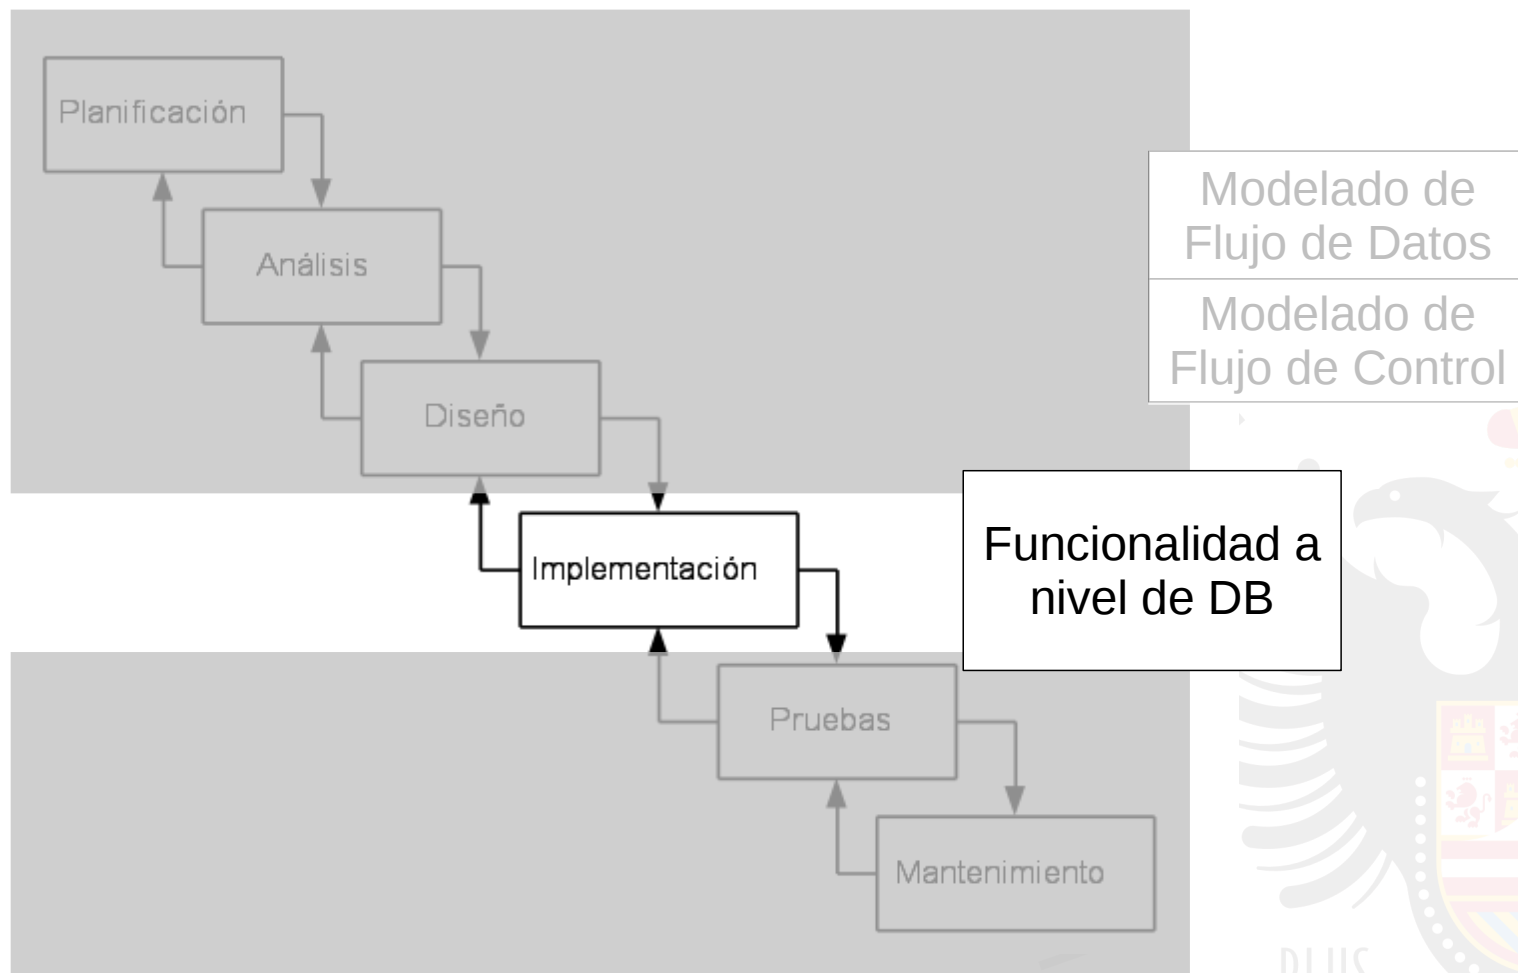 Planificación
Análisis
Diseño
Modelado de
Flujo de Datos
Modelado de
Flujo de Control
Implementación
Funcionalidad a
nivel de DB
Pruebas
Mantenimiento
PLUS